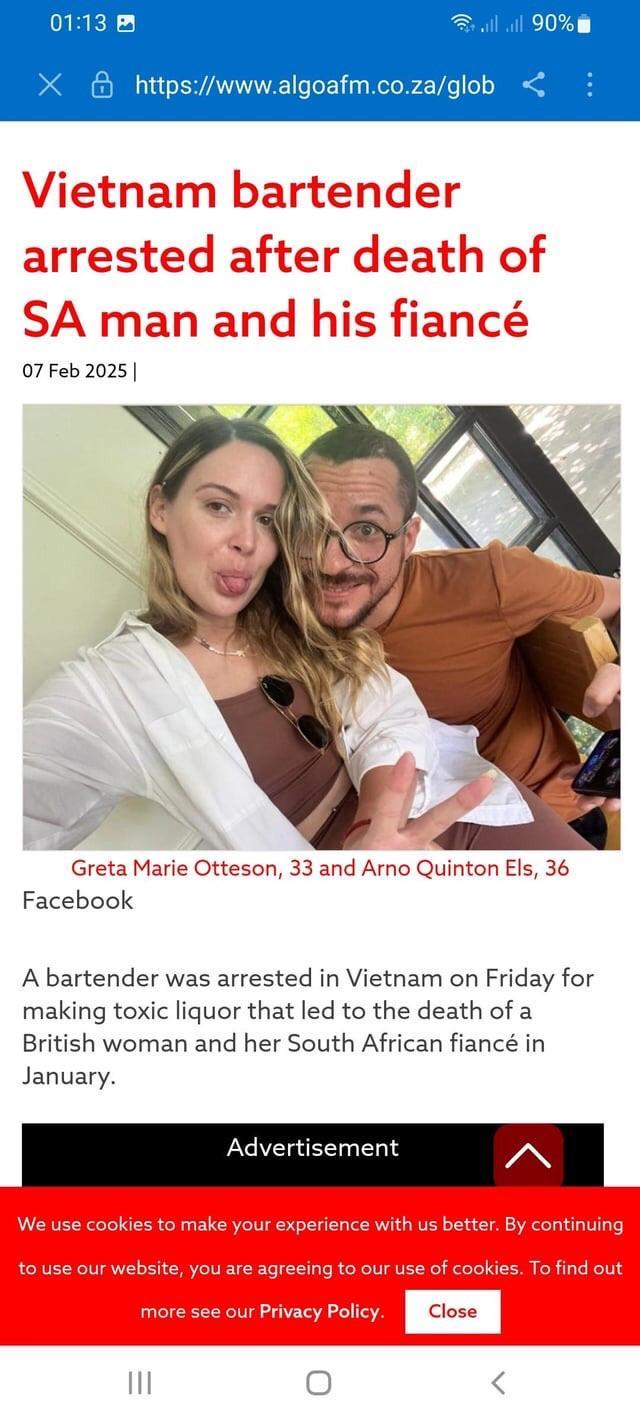 01:13
90%
https://www.algoafm.co.za/glob
Vietnam bartender
arrested after death of
SA man and his fiancé
07 Feb 2025 |
Greta Marie Otteson, 33 and Arno Quinton Els, 36
Facebook
A bartender was arrested in Vietnam on Friday for
making toxic liquor that led to the death of a
British woman and her South African fiancé in
January.
Advertisement
We use cookies to make your experience with us better. By continuing
to use our website, you are agreeing to our use of cookies. To find out
more see our Privacy Policy. Close